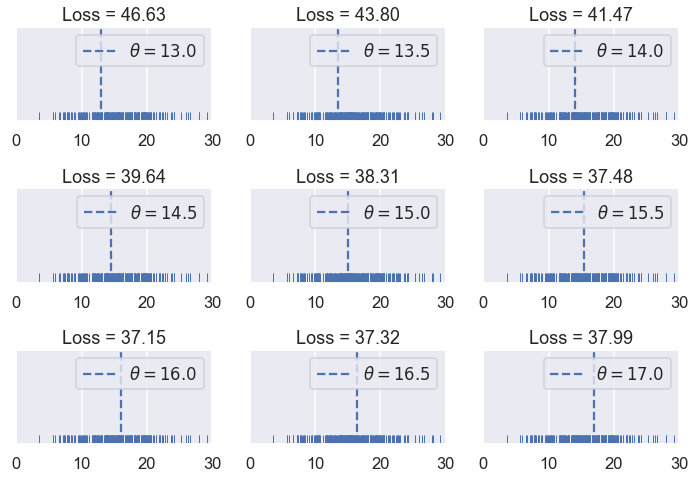 Loss = 46.63
θ = 13.0
0 10 20 30
Loss = 43.80
θ = 13.5
0 10 20 30
Loss = 41.47
θ = 14.0
0 10 20 30
Loss = 39.64
θ = 14.5
0 10 20 30
Loss = 38.31
θ = 15.0
0 10 20 30
Loss = 37.48
θ = 15.5
0 10 20 30
Loss = 37.15
θ = 16.0
0 10 20 30
Loss = 37.32
θ = 16.5
0 10 20 30
Loss = 37.99
θ = 17.0
0 10 20 30